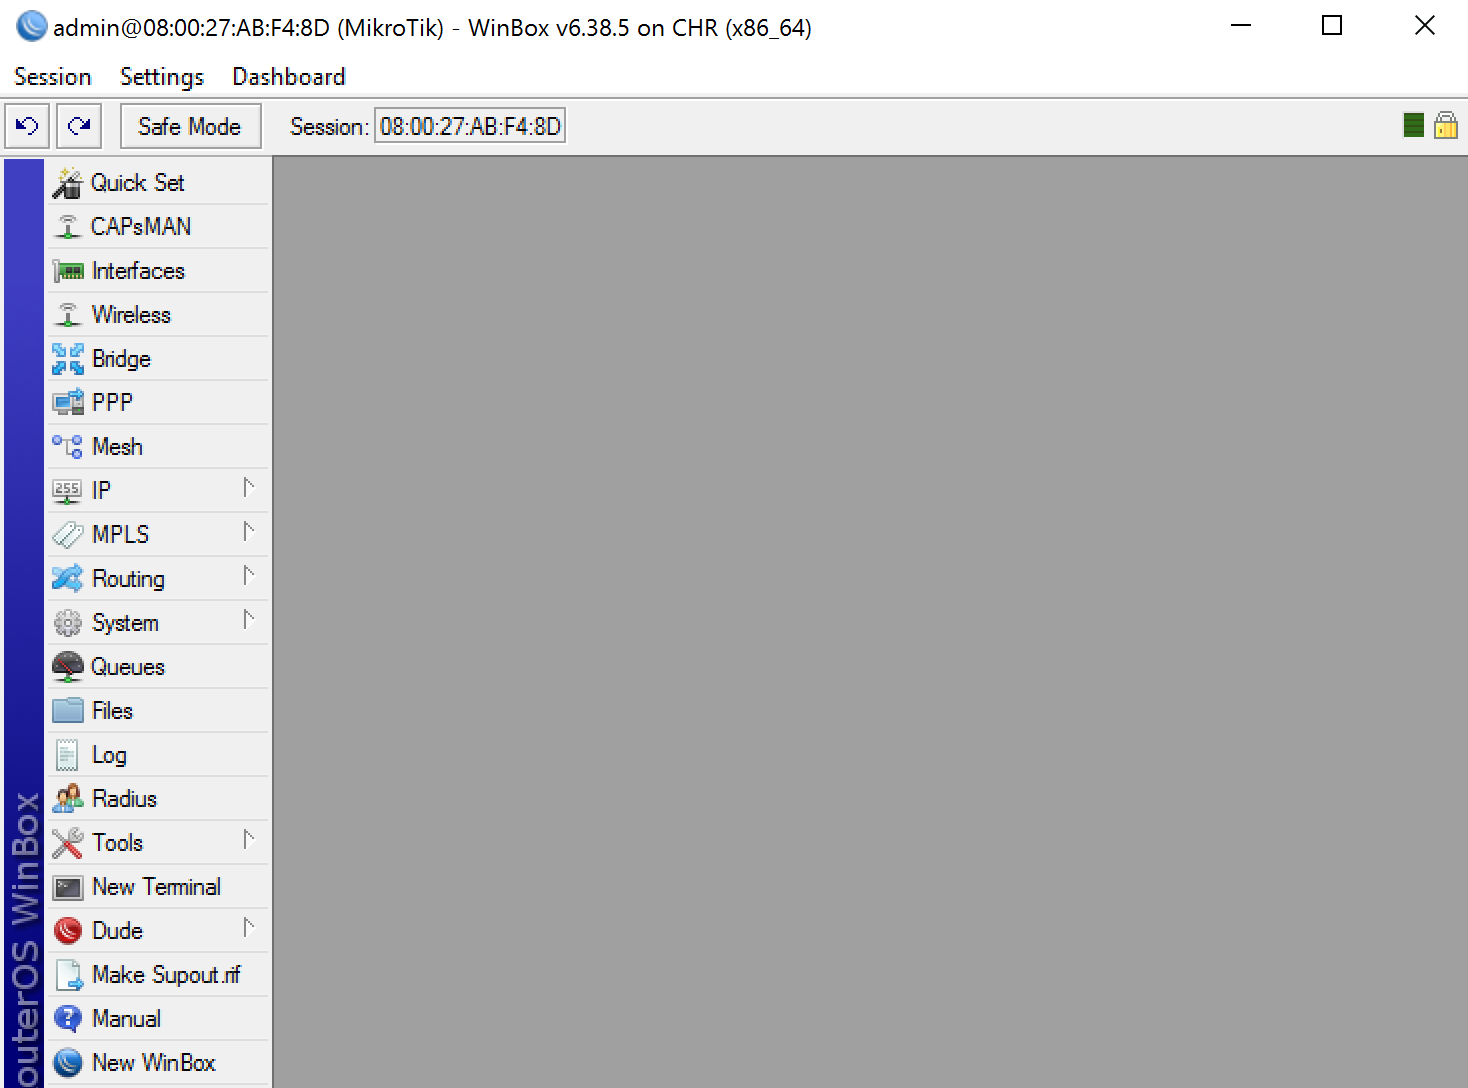 admin@08:00:27:AB:F4:8D (MikroTik) - WinBox v6.38.5 on CHR (x86_64)
Session Settings Dashboard
Safe Mode Session: 08:00:27:AB:F4:8D
Quick Set
CAPsMAN
Interfaces
Wireless
Bridge
PPP
Mesh
255 IP
MPLS
Routing
System
Queues
Files
Log
Radius
Tools
New Terminal
Dude
Make Supout.rif
Manual
New WinBox
outerOS WinBox